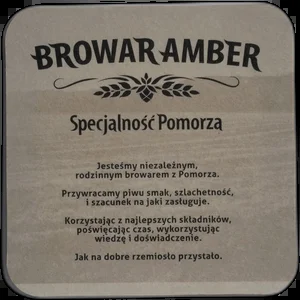 BROWAR AMBER
Specjalność Pomorza
Jesteśmy niezależnym,
rodzinnym browarem z Pomorza.
Przywracamy piwu smak, szlachetność,
i szacunek na jaki zasługuje.
Korzystając z najlepszych składników,
poświęcając czas, wykorzystując
wiedzę i doświadczenie.
Jak na dobre rzemiosło przystało.